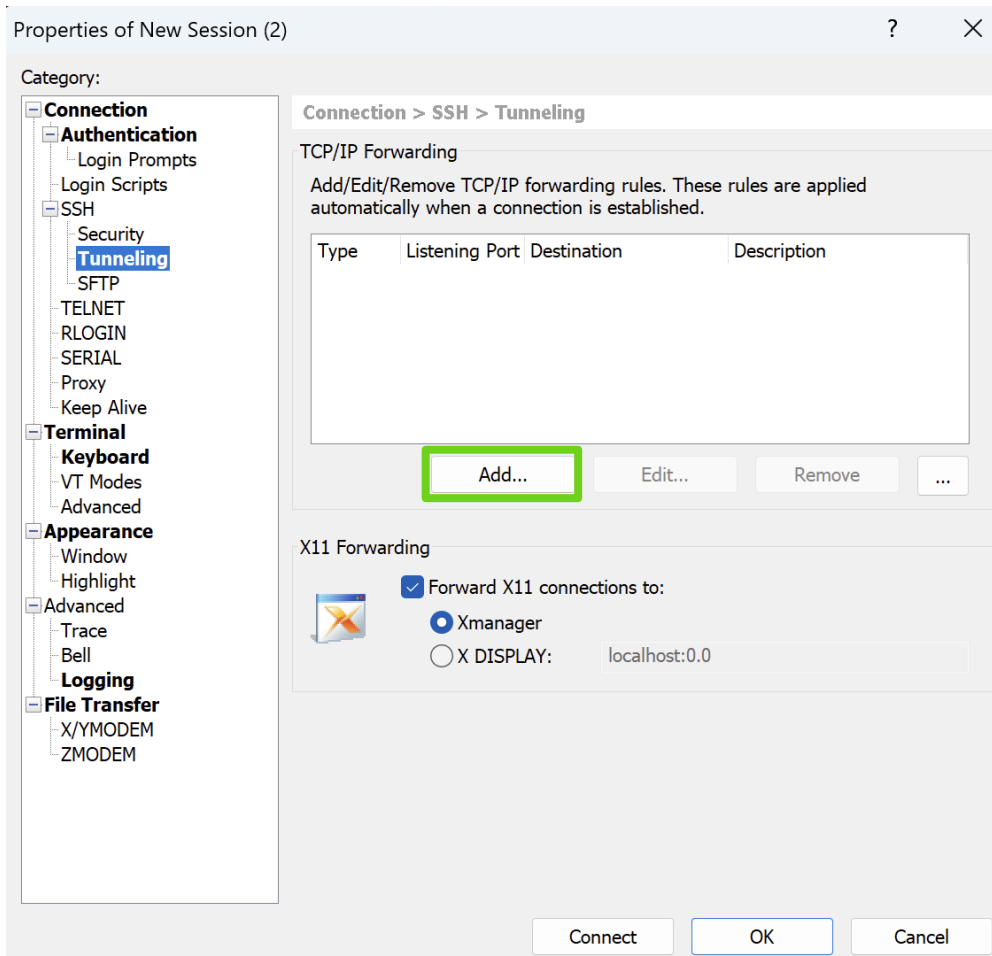 Properties of New Session (2)
?
Category:
Connection
Authentication
Login Prompts
Login Scripts
SSH
Security
Tunneling
SFTP
TELNET
RLOGIN
SERIAL
Proxy
Keep Alive
Terminal
Keyboard
VT Modes
Advanced
Appearance
Window
Highlight
Advanced
Trace
Bell
Logging
File Transfer
X/YMODEM
ZMODEM
Connection > SSH > Tunneling
TCP/IP Forwarding
Add/Edit/Remove TCP/IP forwarding rules. These rules are applied
automatically when a connection is established.
Type Listening Port Destination Description
Add... Edit... Remove ...
X11 Forwarding
Forward X11 connections to:
Xmanager
X DISPLAY: localhost:0.0
Connect OK Cancel